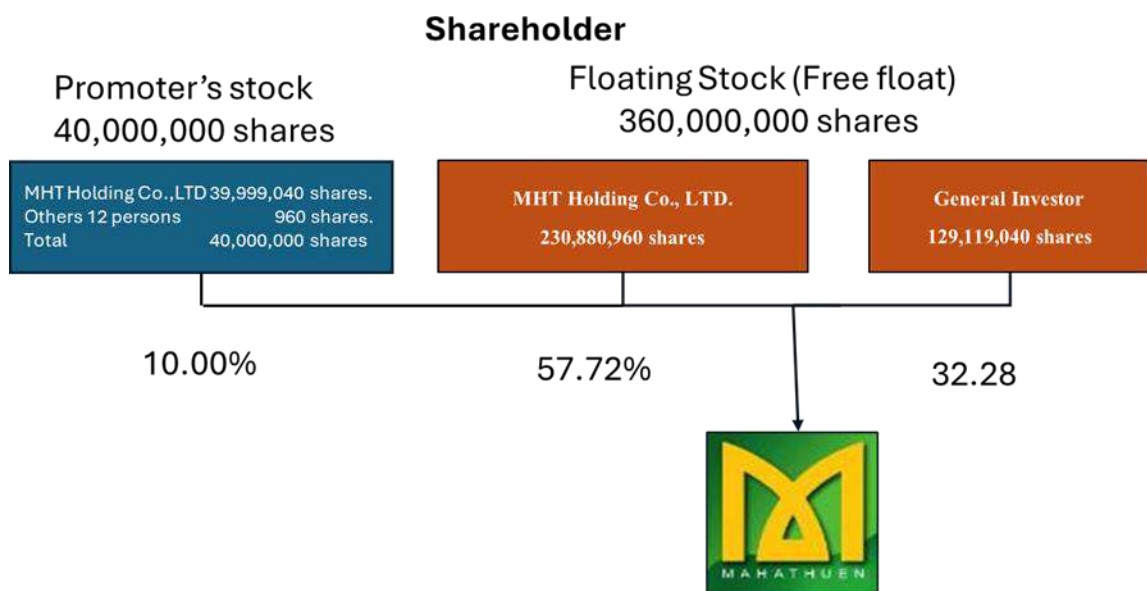 Shareholder
Promoter's stock
40,000,000 shares
Floating Stock (Free float)
360,000,000 shares
MHT Holding Co.,LTD 39,999,040 shares.
Others 12 persons 960 shares.
Total 40,000,000 shares
MHT Holding Co., LTD.
230,880,960 shares
General Investor
129,119,040 shares
10.00%
57.72%
32.28
MAHATHUEN